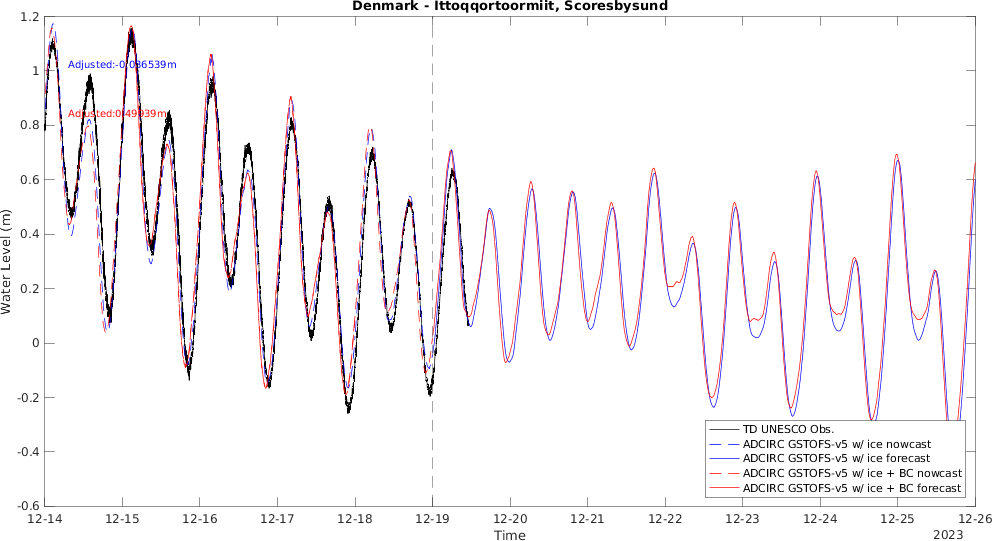 Denmark - Ittoqqortoormiit, Scoresbysund
1.2
1
0.8
0.6
0.4
0.2
0
-0.2
-0.4
-0.6
Water Level (m)
Adjusted:-0.036539m
TD UNESCO Obs.
ADCIRC GSTOFS-v5 w/ ice nowcast
ADCIRC GSTOFS-v5 w/ ice forecast
ADCIRC GSTOFS-v5 w/ ice + BC nowcast
ADCIRC GSTOFS-v5 w/ ice + BC forecast
12-14 12-15 12-16 12-17 12-18 12-19 12-20 12-21 12-22 12-23 12-24 12-25 12-26
Time
2023